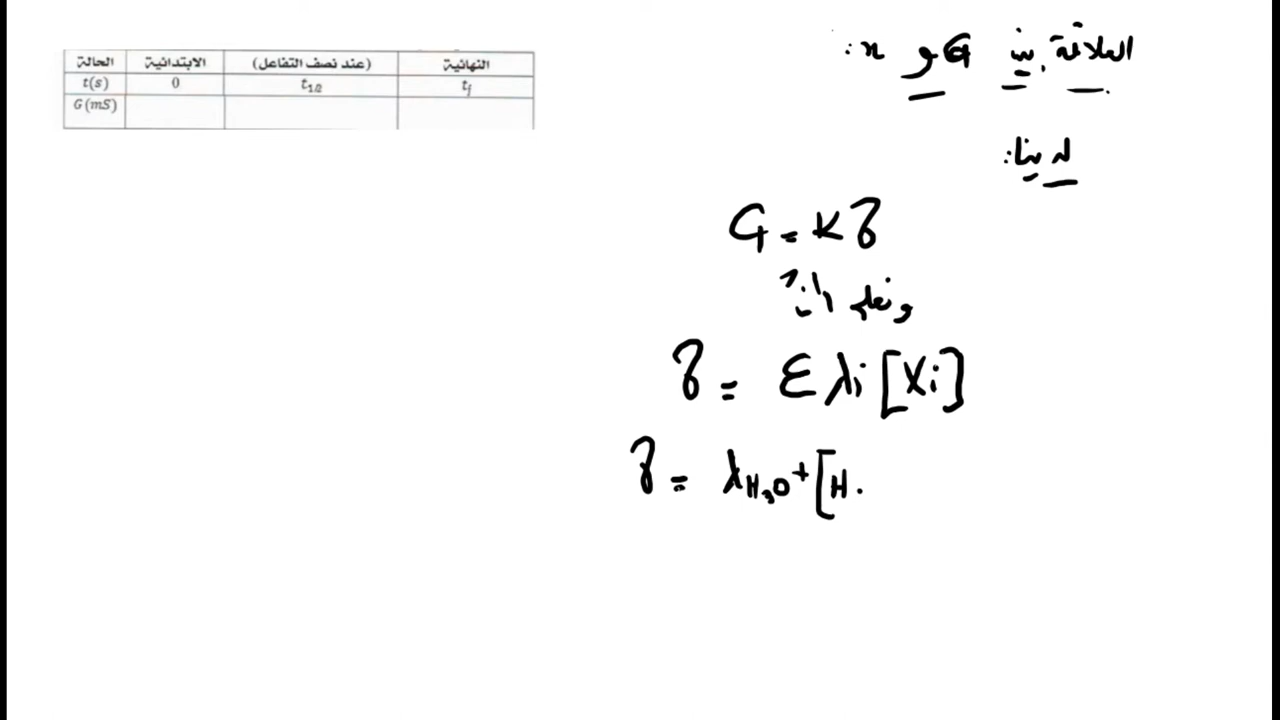 العلاقة بين G و x:
الحالة الابتدائية (عند نصف التفاعل) النهائية
t(s) 0 t1/2 tf
G(mS)
لدينا:
G = Kσ
ونعلم أن:
σ = Σ λi [Xi]
σ = λH3O+ [H